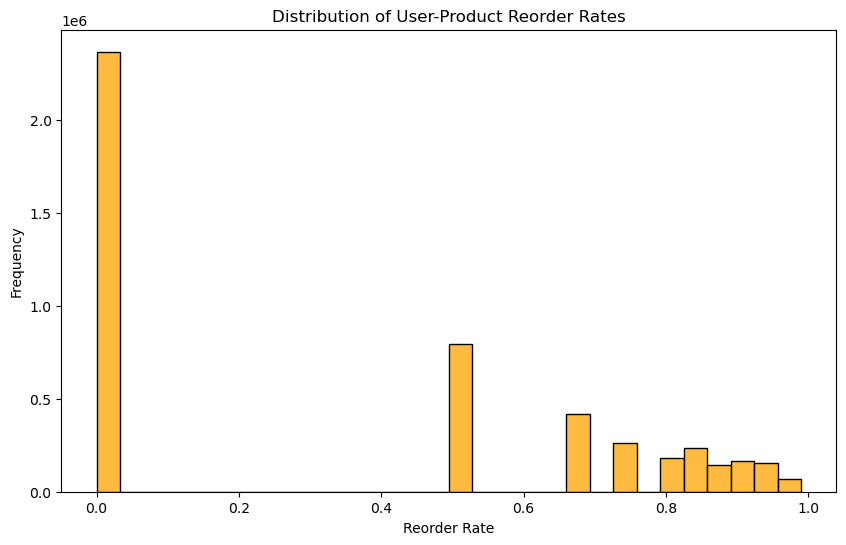 Distribution of User-Product Reorder Rates
1e6
2.0
1.5
1.0
0.5
0.0
Frequency
0.0 0.2 0.4 0.6 0.8 1.0
Reorder Rate